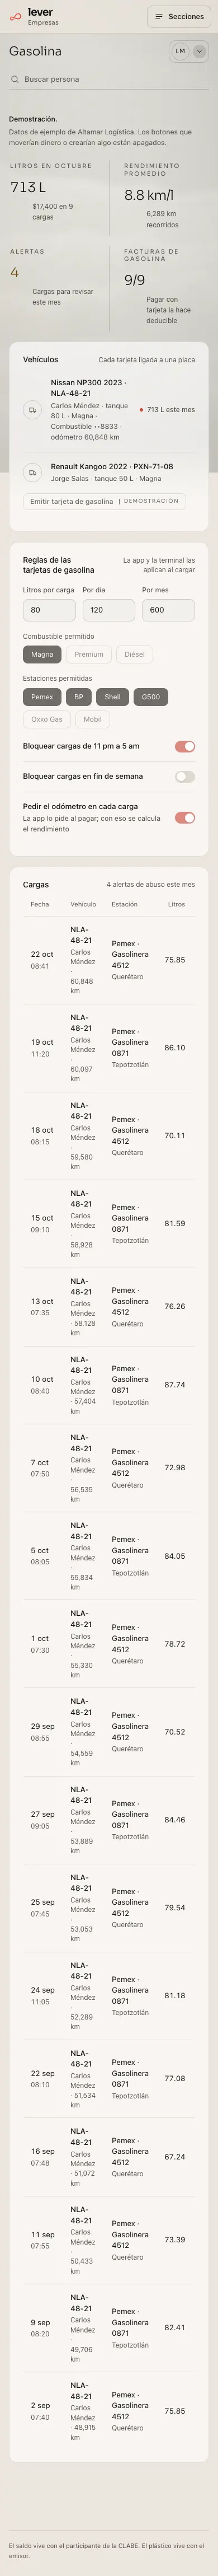 lever
Empresas
Secciones
Gasolina
LM
Buscar persona
Demostración.
Datos de ejemplo de Altamar Logística. Los botones que
moverían dinero o crearían algo están apagados.
LITROS EN OCTUBRE
713 L
$17,400 en 9
cargas
RENDIMIENTO
PROMEDIO
8.8 km/l
6,289 km
recorridos
ALERTAS
4
Cargas para revisar
este mes
FACTURAS DE
GASOLINA
9/9
Pagar con
tarjeta la hace
deducible
Vehículos
Cada tarjeta ligada a una placa
Nissan NP300 2023 ·
NLA-48-21
Carlos Méndez · tanque
80 L · Magna ·
Combustible ··8833 ·
odómetro 60,848 km
713 L este mes
Renault Kangoo 2022 · PXN-71-08
Jorge Salas · tanque 50 L · Magna
Emitir tarjeta de gasolina | DEMOSTRACIÓN
Reglas de las
tarjetas de gasolina
La app y la terminal las
aplican al cargar
Litros por carga
Por día
Por mes
80
120
600
Combustible permitido
Magna
Premium
Diésel
Estaciones permitidas
Pemex
BP
Shell
G500
Oxxo Gas
Mobil
Bloquear cargas de 11 pm a 5 am
Bloquear cargas en fin de semana
Pedir el odómetro en cada carga
La app lo pide al pagar; con eso se calcula
el rendimiento
Cargas
4 alertas de abuso este mes
Fecha
Vehículo
Estación
Litros
22 oct
08:41
NLA-
48-21
Carlos
Méndez
·
60,848
km
Pemex ·
Gasolinera
4512
Querétaro
75.85
19 oct
11:20
NLA-
48-21
Carlos
Méndez
·
60,097
km
Pemex ·
Gasolinera
0871
Tepotzotlán
86.10
18 oct
08:15
NLA-
48-21
Carlos
Méndez
·
59,580
km
Pemex ·
Gasolinera
4512
Querétaro
70.11
15 oct
09:10
NLA-
48-21
Carlos
Méndez
·
58,928
km
Pemex ·
Gasolinera
0871
Tepotzotlán
81.59
13 oct
07:35
NLA-
48-21
Carlos
Méndez
· 58,128
km
Pemex ·
Gasolinera
4512
Querétaro
76.26
10 oct
08:40
NLA-
48-21
Carlos
Méndez
· 57,404
km
Pemex ·
Gasolinera
0871
Tepotzotlán
87.74
7 oct
07:50
NLA-
48-21
Carlos
Méndez
·
56,535
km
Pemex ·
Gasolinera
4512
Querétaro
72.98
5 oct
08:05
NLA-
48-21
Carlos
Méndez
·
55,834
km
Pemex ·
Gasolinera
0871
Tepotzotlán
84.05
1 oct
07:30
NLA-
48-21
Carlos
Méndez
·
55,330
km
Pemex ·
Gasolinera
4512
Querétaro
78.72
29 sep
08:55
NLA-
48-21
Carlos
Méndez
·
54,559
km
Pemex ·
Gasolinera
4512
Querétaro
70.52
27 sep
09:05
NLA-
48-21
Carlos
Méndez
·
53,889
km
Pemex ·
Gasolinera
0871
Tepotzotlán
84.46
25 sep
07:45
NLA-
48-21
Carlos
Méndez
·
53,053
km
Pemex ·
Gasolinera
4512
Querétaro
79.54
24 sep
11:05
NLA-
48-21
Carlos
Méndez
·
52,289
km
Pemex ·
Gasolinera
0871
Tepotzotlán
81.18
22 sep
08:10
NLA-
48-21
Carlos
Méndez
· 51,534
km
Pemex ·
Gasolinera
0871
Tepotzotlán
77.08
16 sep
07:48
NLA-
48-21
Carlos
Méndez
· 51,072
km
Pemex ·
Gasolinera
4512
Querétaro
67.24
11 sep
07:55
NLA-
48-21
Carlos
Méndez
·
50,433
km
Pemex ·
Gasolinera
4512
Querétaro
73.39
9 sep
08:20
NLA-
48-21
Carlos
Méndez
·
49,706
km
Pemex ·
Gasolinera
0871
Tepotzotlán
82.41
2 sep
07:40
NLA-
48-21
Carlos
Méndez
· 48,915
km
Pemex ·
Gasolinera
4512
Querétaro
75.85
El saldo vive con el participante de la CLABE. El plástico vive con el
emisor.